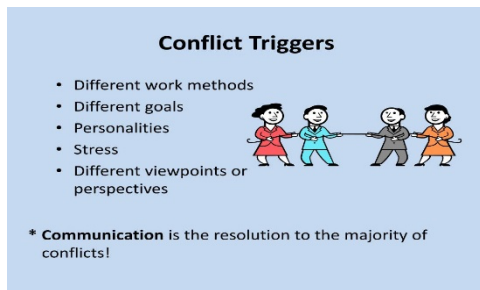 Conflict Triggers
• Different work methods
• Different goals
• Personalities
• Stress
• Different viewpoints or
perspectives
* Communication is the resolution to the majority of
conflicts!